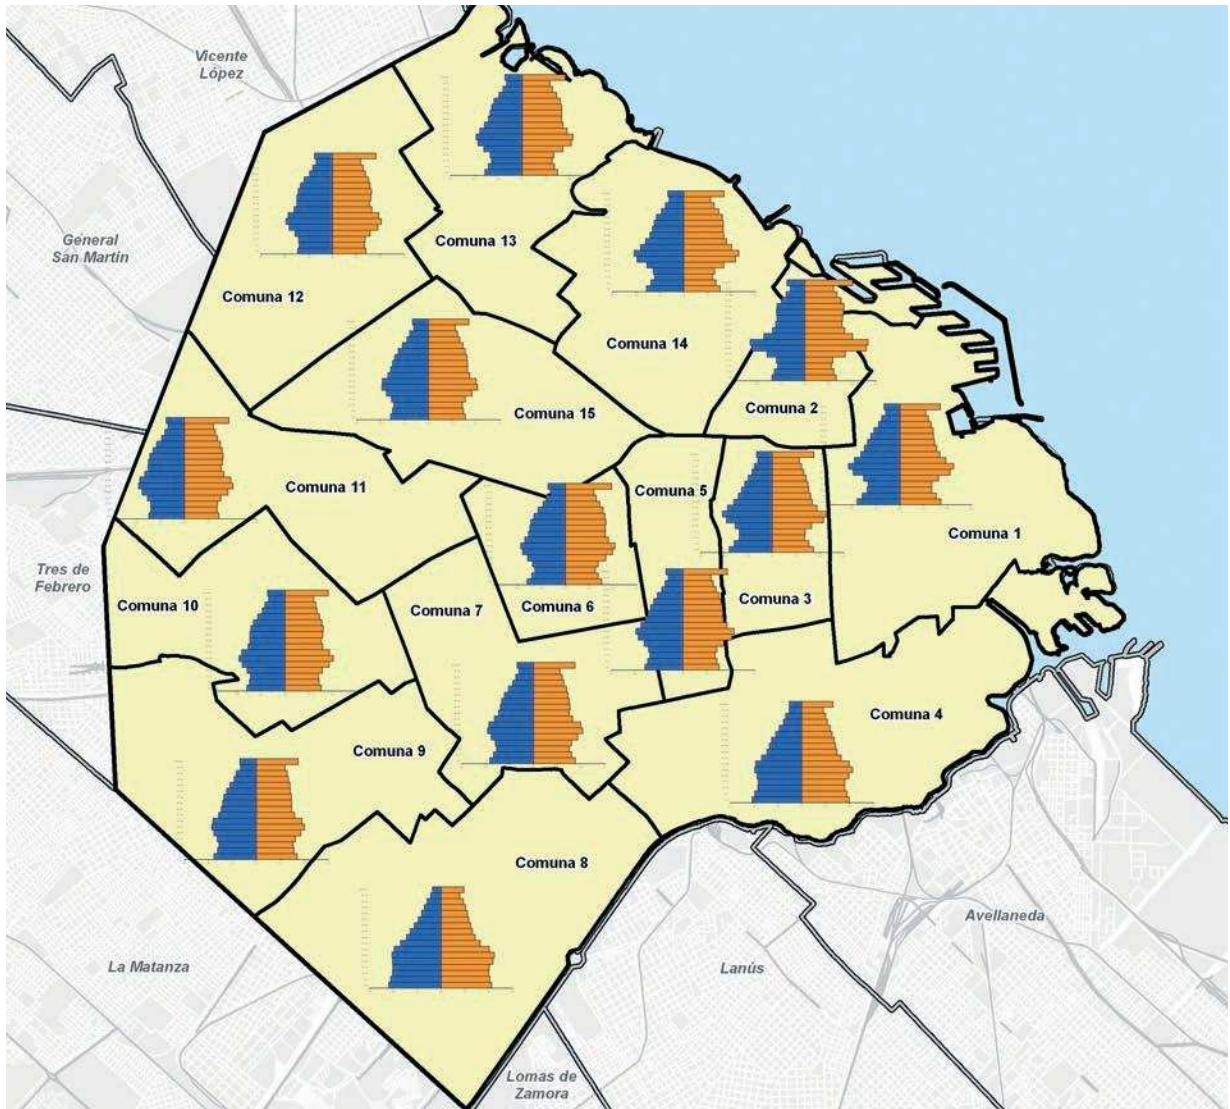 Vicente
López
General
San Martín
Comuna 13
Comuna 12
Comuna 14
Comuna 2
Comuna 15
Comuna 11
Comuna 5
Comuna 1
Tres de
Febrero
Comuna 10
Comuna 7
Comuna 6
Comuna 3
Comuna 4
Comuna 9
Comuna 8
Avellaneda
La Matanza
Lanús
Lomas de
Zamora